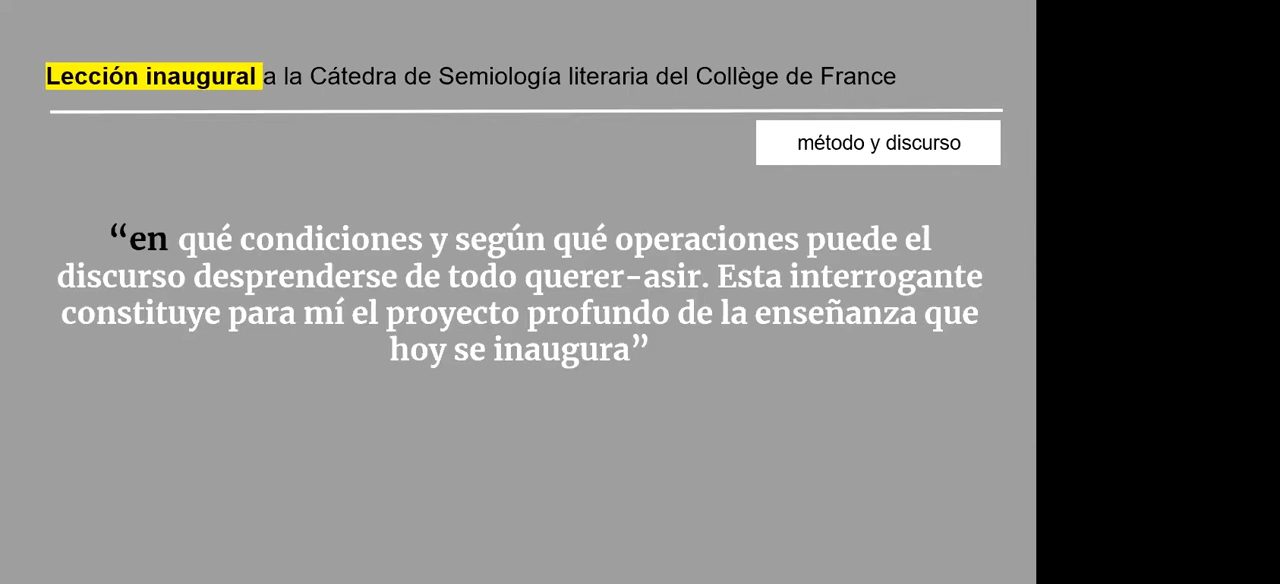 Lección inaugural a la Cátedra de Semiología literaria del Collège de France
método y discurso
“en qué condiciones y según qué operaciones puede el
discurso desprenderse de todo querer-asir. Esta interrogante
constituye para mí el proyecto profundo de la enseñanza que
hoy se inaugura”